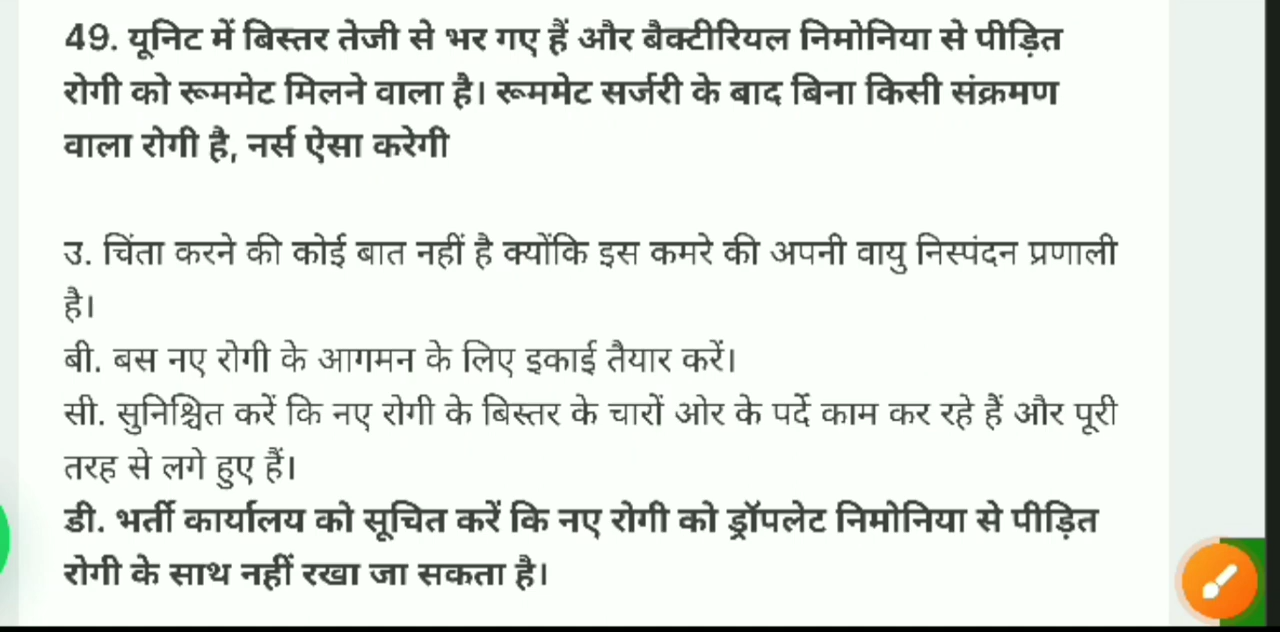 49. यूनिट में बिस्तर तेजी से भर गए हैं और बैक्टीरियल निमोनिया से पीड़ित
रोगी को रूममेट मिलने वाला है। रूममेट सर्जरी के बाद बिना किसी संक्रमण
वाला रोगी है, नर्स ऐसा करेगी
उ. चिंता करने की कोई बात नहीं है क्योंकि इस कमरे की अपनी वायु निस्पंदन प्रणाली
है।
बी. बस नए रोगी के आगमन के लिए इकाई तैयार करें।
सी. सुनिश्चित करें कि नए रोगी के बिस्तर के चारों ओर के पर्दे काम कर रहे हैं और पूरी
तरह से लगे हुए हैं।
डी. भर्ती कार्यालय को सूचित करें कि नए रोगी को ड्रॉपलेट निमोनिया से पीड़ित
रोगी के साथ नहीं रखा जा सकता है।